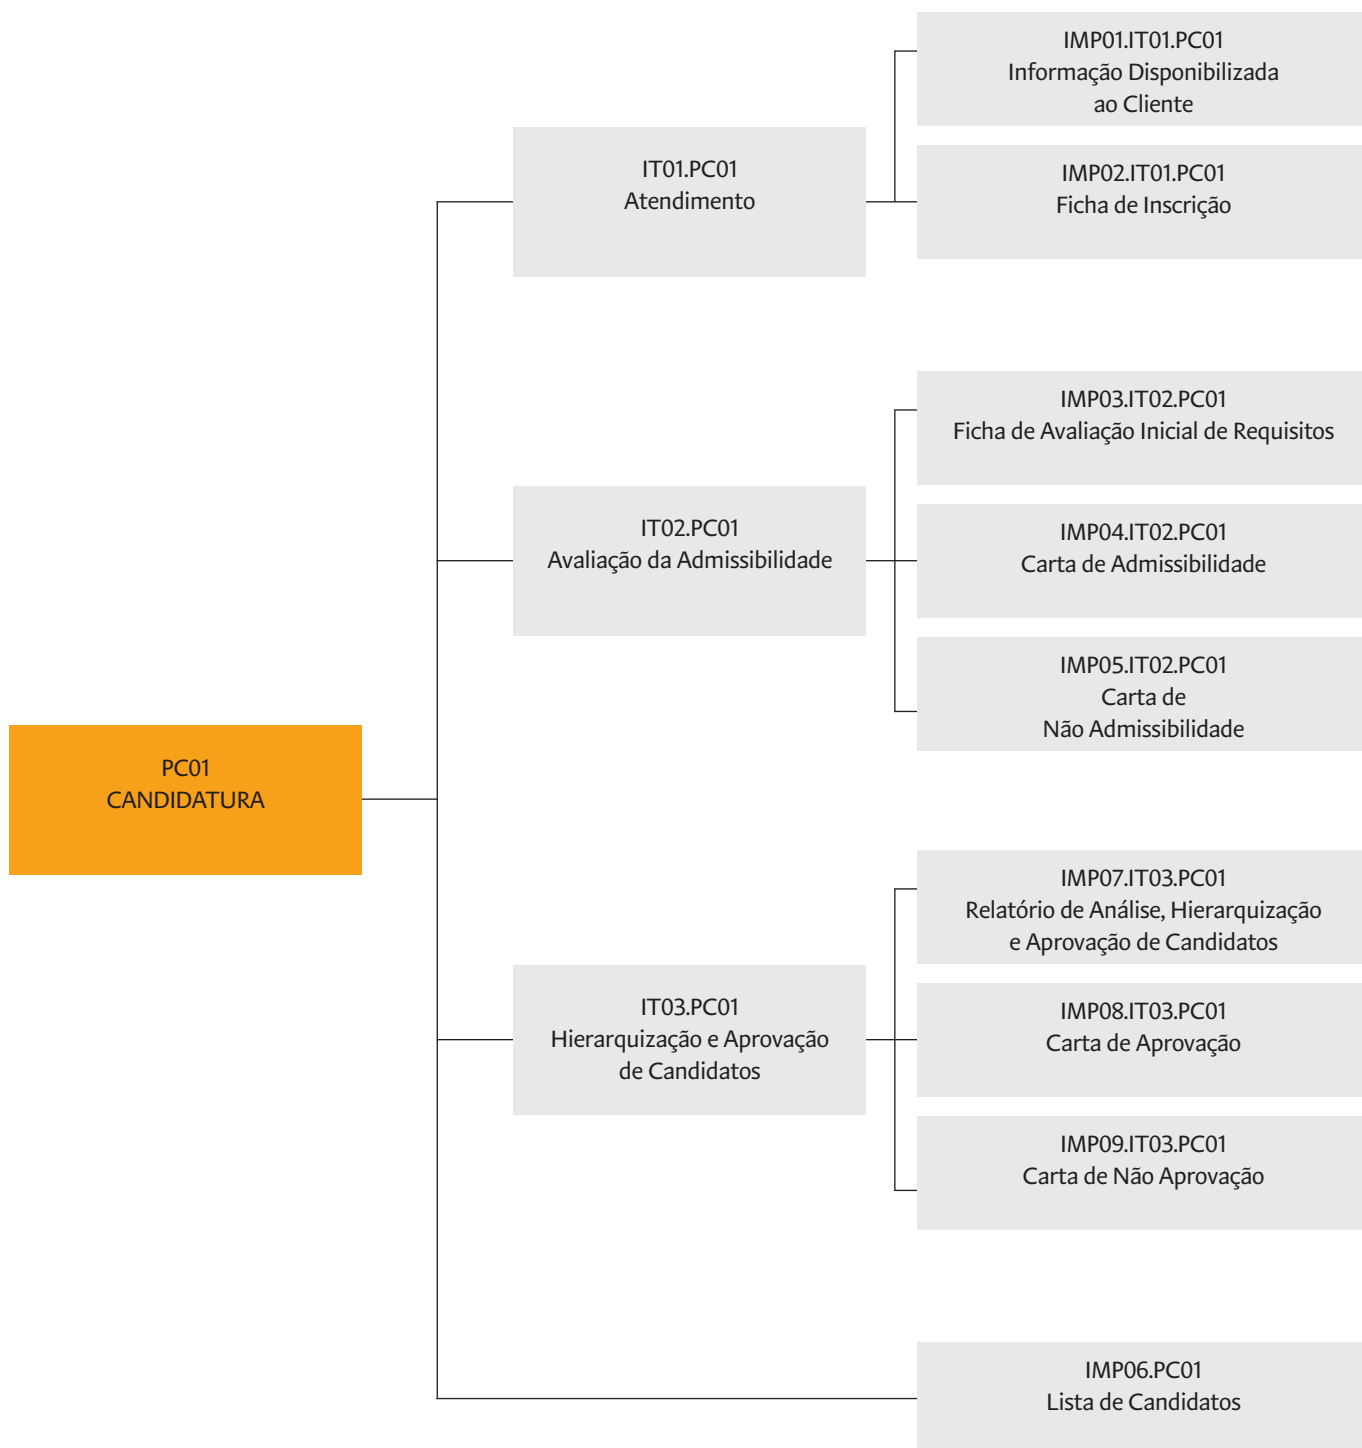 PC01
CANDIDATURA
IT01.PC01
Atendimento
IMP01.IT01.PC01
Informação Disponibilizada
ao Cliente
IMP02.IT01.PC01
Ficha de Inscrição
IT02.PC01
Avaliação da Admissibilidade
IMP03.IT02.PC01
Ficha de Avaliação Inicial de Requisitos
IMP04.IT02.PC01
Carta de Admissibilidade
IMP05.IT02.PC01
Carta de
Não Admissibilidade
IT03.PC01
Hierarquização e Aprovação
de Candidatos
IMP07.IT03.PC01
Relatório de Análise, Hierarquização
e Aprovação de Candidatos
IMP08.IT03.PC01
Carta de Aprovação
IMP09.IT03.PC01
Carta de Não Aprovação
IMP06.PC01
Lista de Candidatos